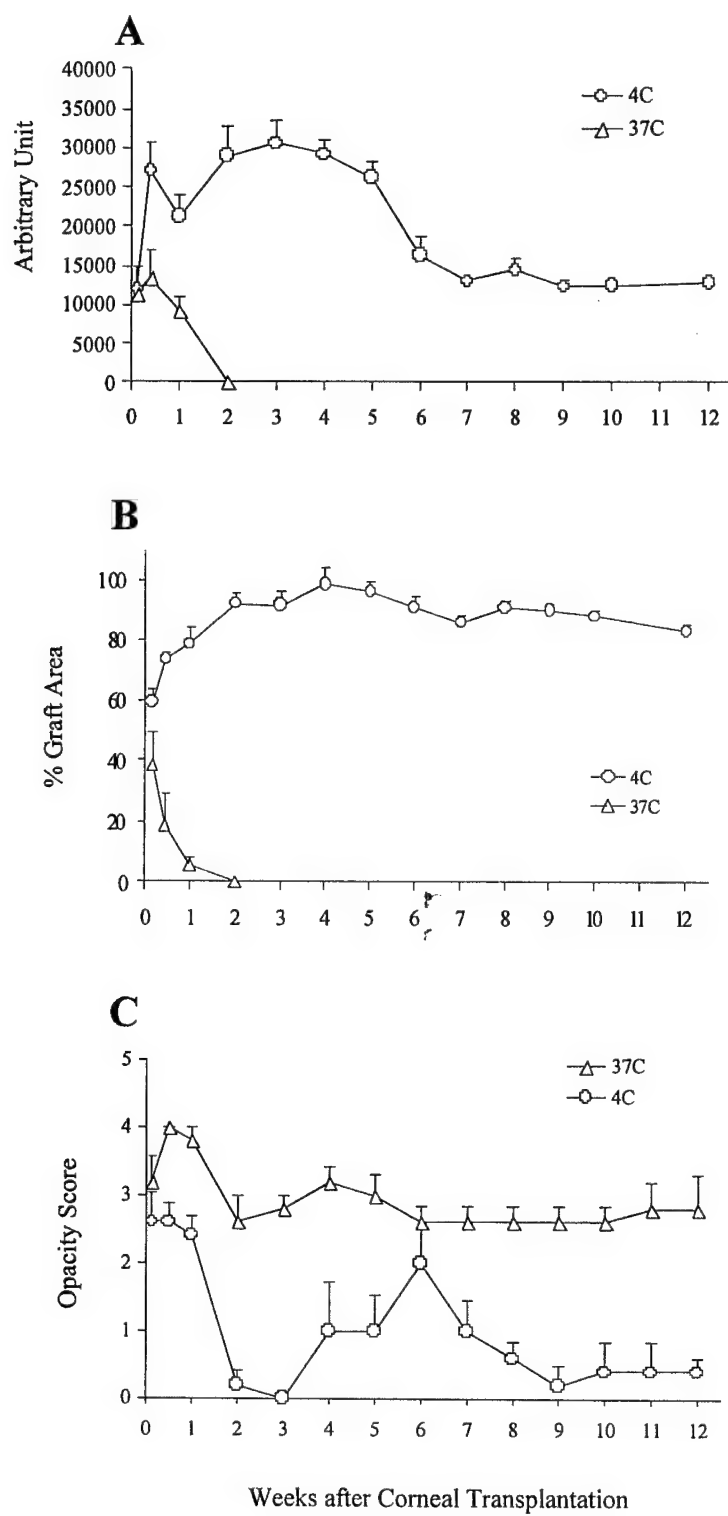 A
40000
35000
30000
25000
20000
15000
10000
5000
0
Arbitrary Unit
4C
37C
0 1 2 3 4 5 6 7 8 9 10 11 12
B
100
80
60
40
20
0
% Graft Area
4C
37C
0 1 2 3 4 5 6 7 8 9 10 11 12
C
5
4
3
2
1
0
Opacity Score
37C
4C
0 1 2 3 4 5 6 7 8 9 10 11 12
Weeks after Corneal Transplantation